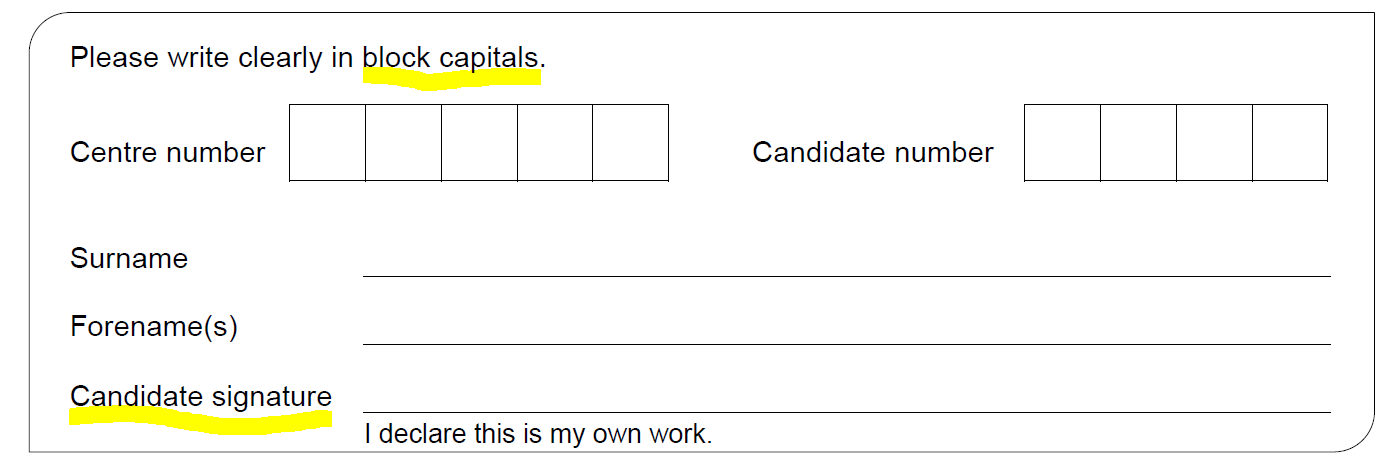 Please write clearly in block capitals.
Centre number Candidate number
Surname
Forename(s)
Candidate signature
I declare this is my own work.